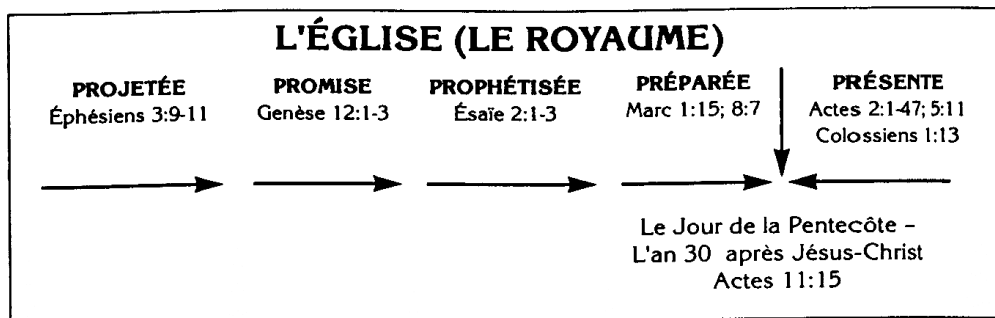 L'ÉGLISE (LE ROYAUME)
PROJETÉE
Éphésiens 3:9-11
PROMISE
Genèse 12:1-3
PROPHÉTISÉE
Ésaïe 2:1-3
PRÉPARÉE
Marc 1:15; 8:7
PRÉSENTE
Actes 2:1-47; 5:11
Colossiens 1:13
Le Jour de la Pentecôte –
L'an 30 après Jésus-Christ
Actes 11:15